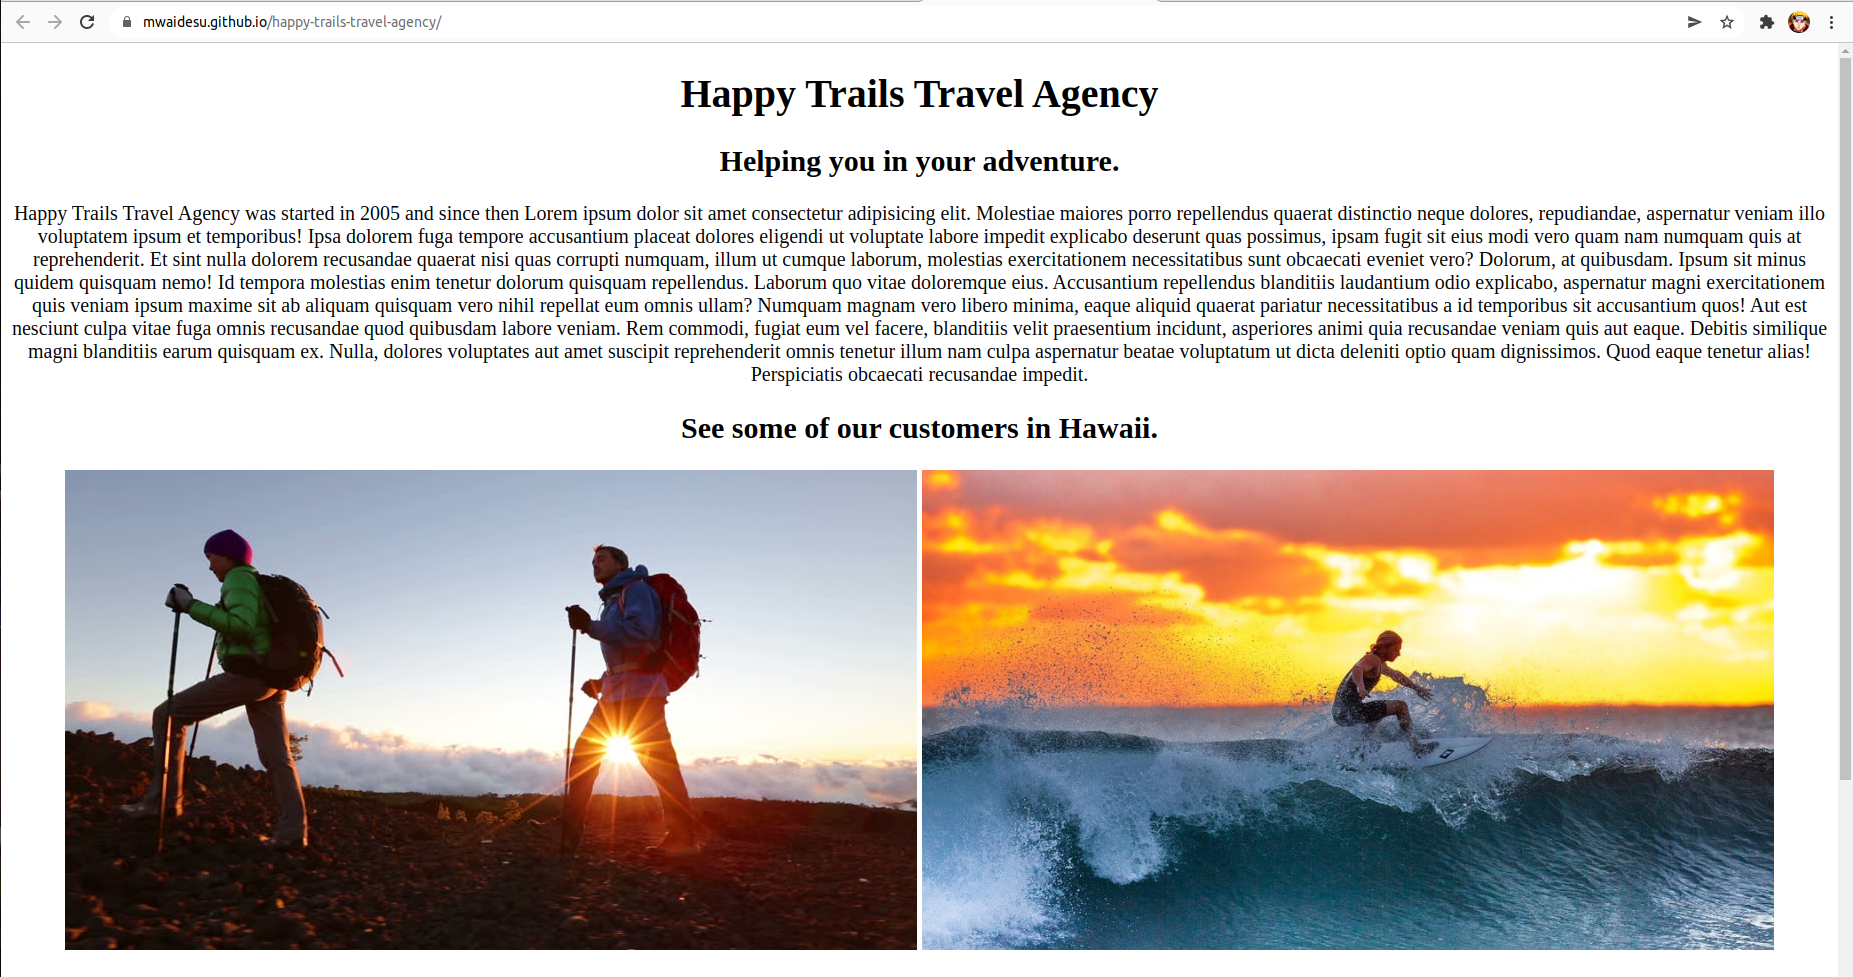 mwaidesu.github.io/happy-trails-travel-agency/
Happy Trails Travel Agency
Helping you in your adventure.
Happy Trails Travel Agency was started in 2005 and since then Lorem ipsum dolor sit amet consectetur adipisicing elit. Molestiae maiores porro repellendus quaerat distinctio neque dolores, repudiandae, aspernatur veniam illo
voluptatem ipsum et temporibus! Ipsa dolorem fuga tempore accusantium placeat dolores eligendi ut voluptate labore impedit explicabo deserunt quas possimus, ipsam fugit sit eius modi vero quam nam numquam quis at
reprehenderit. Et sint nulla dolorem recusandae quaerat nisi quas corrupti numquam, illum ut cumque laborum, molestias exercitationem necessitatibus sunt obcaecati eveniet vero? Dolorum, at quibusdam. Ipsum sit minus
quidem quisquam nemo! Id tempora molestias enim tenetur dolorum quisquam repellendus. Laborum quo vitae doloremque eius. Accusantium repellendus blanditiis laudantium odio explicabo, aspernatur magni exercitationem
quis veniam ipsum maxime sit ab aliquam quisquam vero nihil repellat eum omnis ullam? Numquam magnam vero libero minima, eaque aliquid quaerat pariatur necessitatibus a id temporibus sit accusantium quos! Aut est
nesciunt culpa vitae fuga omnis recusandae quod quibusdam labore veniam. Rem commodi, fugiat eum vel facere, blanditiis velit praesentium incidunt, asperiores animi quia recusandae veniam quis aut eaque. Debitis similique
magni blanditiis earum quisquam ex. Nulla, dolores voluptates aut amet suscipit reprehenderit omnis tenetur illum nam culpa aspernatur beatae voluptatum ut dicta deleniti optio quam dignissimos. Quod eaque tenetur alias!
Perspiciatis obcaecati recusandae impedit.
See some of our customers in Hawaii.